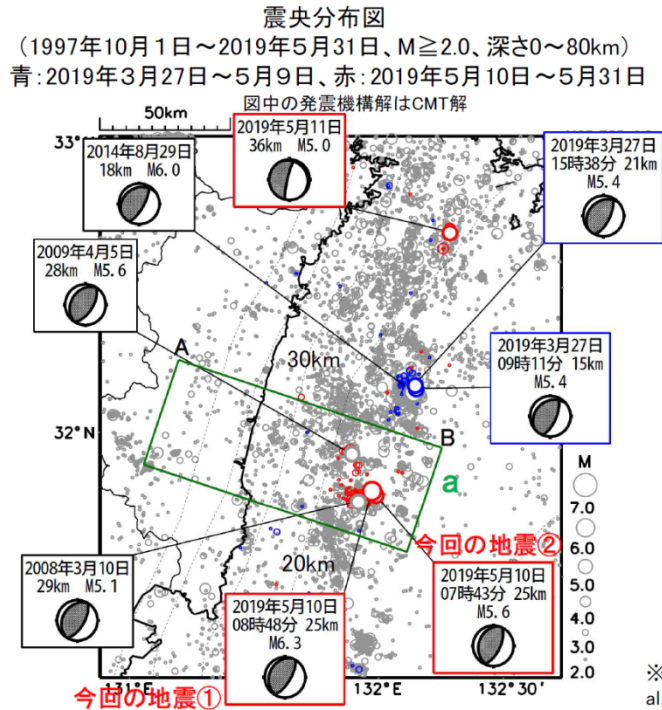 震央分布図
（1997年10月1日～2019年5月31日、M≧2.0、深さ0～80km）
青：2019年3月27日～5月9日、赤：2019年5月10日～5月31日
図中の発震機構解はCMT解
50km
33°
2014年8月29日
18km M6.0
2019年5月11日
36km M5.0
2019年3月27日
15時38分 21km
M5.4
2009年4月5日
28km M5.6
A
30km
2019年3月27日
09時11分 15km
M5.4
32°N
B
a
M
7.0
6.0
5.0
4.0
3.0
2.0
今回の地震②
20km
2008年3月10日
29km M5.1
2019年5月10日
08時48分 25km
M6.3
2019年5月10日
07時43分 25km
M5.6
今回の地震①
131°E
132°E
132°30'
※
al